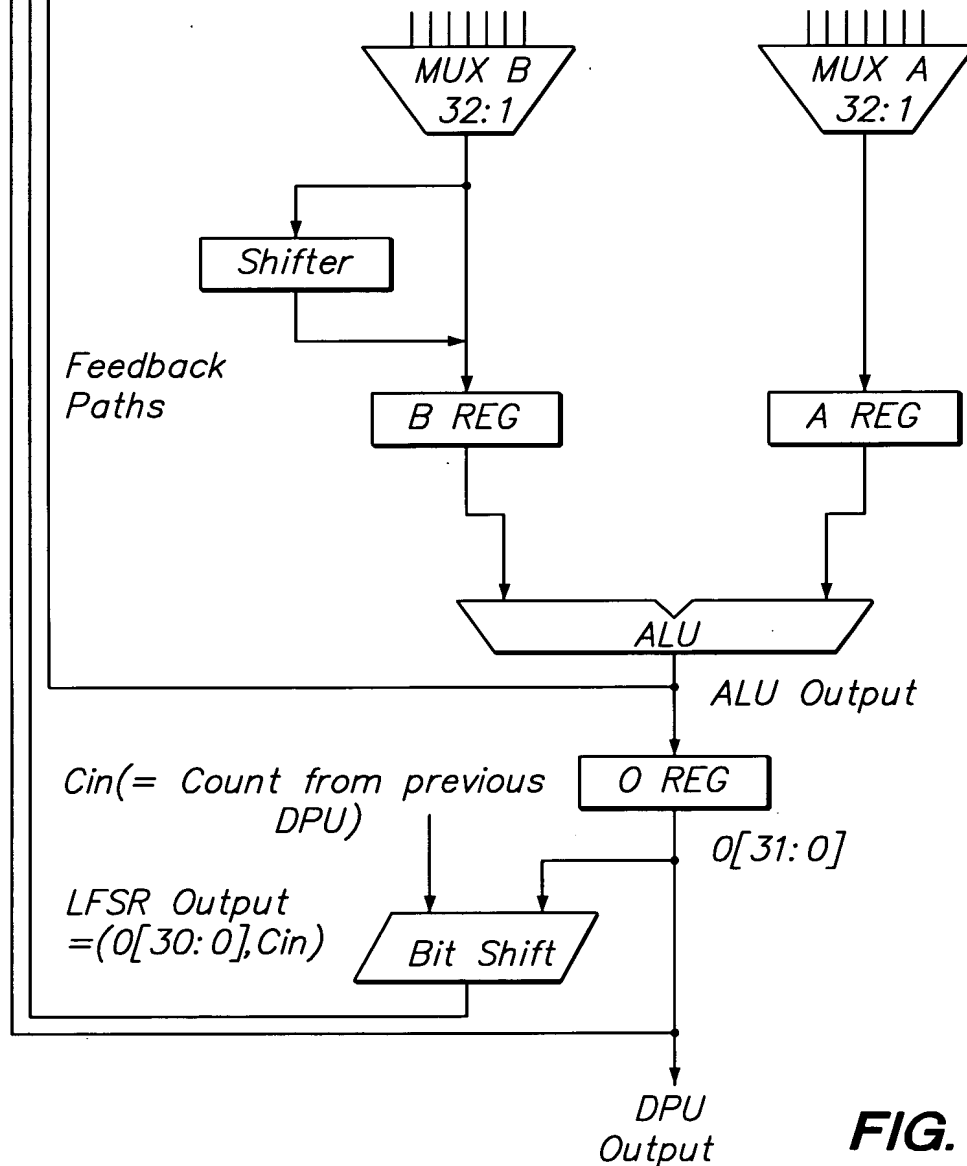 MUX B
32:1
MUX A
32:1
Shifter
Feedback
Paths
B REG
A REG
ALU
ALU Output
Cin(= Count from previous
DPU)
O REG
O[31:0]
LFSR Output
=(O[30:0],Cin)
Bit Shift
DPU
Output
FIG.